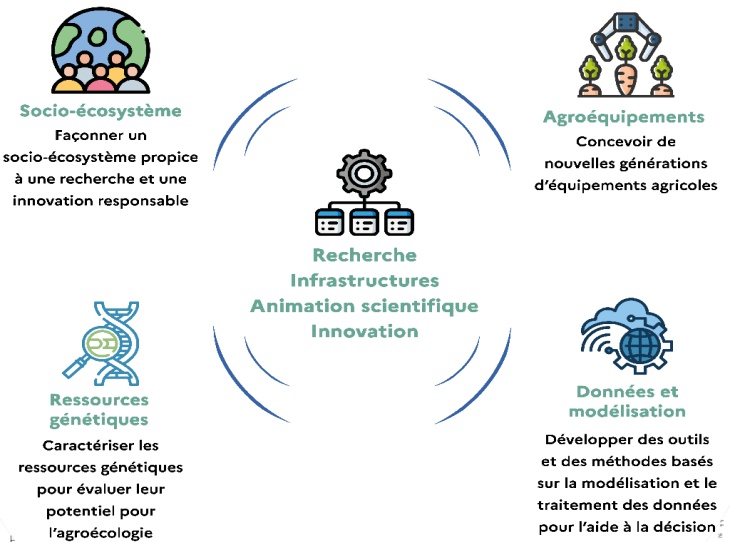 Socio-écosystème
Façonner un
socio-écosystème propice
à une recherche et une
innovation responsable
Agroéquipements
Concevoir de
nouvelles générations
d'équipements agricoles
Recherche
Infrastructures
Animation scientifique
Innovation
Ressources
génétiques
Caractériser les
ressources génétiques
pour évaluer leur
potentiel pour
l'agroécologie
Données et
modélisation
Développer des outils
et des méthodes basés
sur la modélisation et le
traitement des données
pour l'aide à la décision